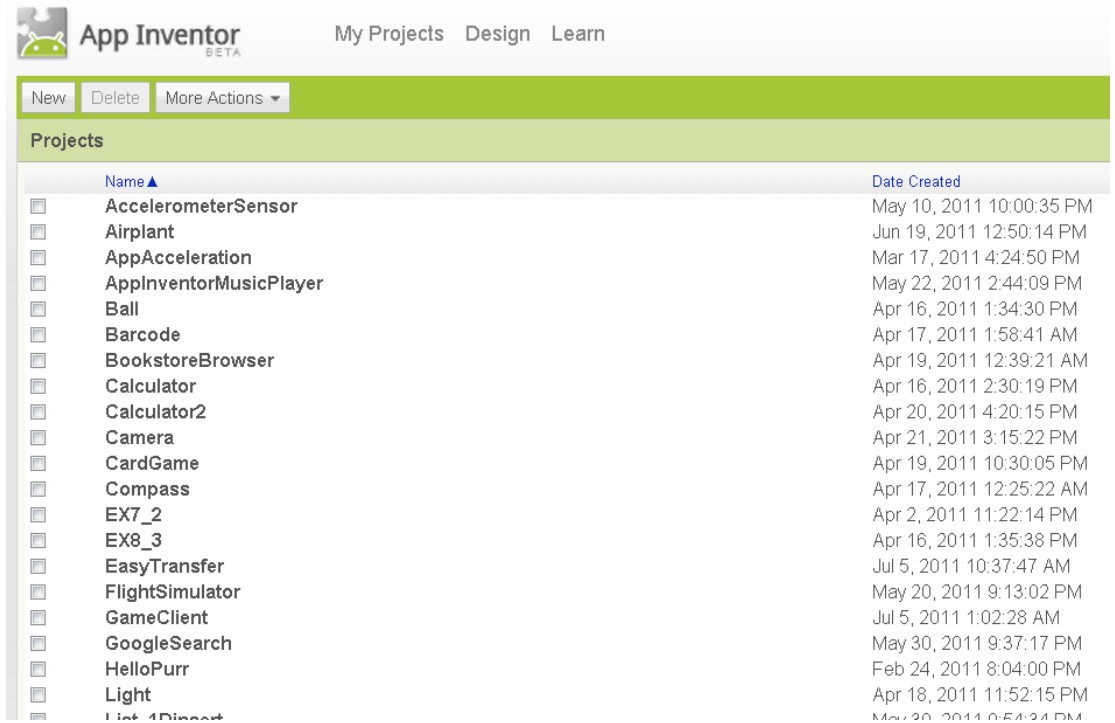 App Inventor
BETA
My Projects Design Learn
New Delete More Actions
Projects
Name Date Created
AccelerometerSensor May 10, 2011 10:00:35 PM
Airplant Jun 19, 2011 12:50:14 PM
AppAcceleration Mar 17, 2011 4:24:50 PM
AppInventorMusicPlayer May 22, 2011 2:44:09 PM
Ball Apr 16, 2011 1:34:30 PM
Barcode Apr 17, 2011 1:58:41 AM
BookstoreBrowser Apr 19, 2011 12:39:21 AM
Calculator Apr 16, 2011 2:30:19 PM
Calculator2 Apr 20, 2011 4:20:15 PM
Camera Apr 21, 2011 3:15:22 PM
CardGame Apr 19, 2011 10:30:05 PM
Compass Apr 17, 2011 12:25:22 AM
EX7_2 Apr 2, 2011 11:22:14 PM
EX8_3 Apr 16, 2011 1:35:38 PM
EasyTransfer Jul 5, 2011 10:37:47 AM
FlightSimulator May 20, 2011 9:13:02 PM
GameClient Jul 5, 2011 1:02:28 AM
GoogleSearch May 30, 2011 9:37:17 PM
HelloPurr Feb 24, 2011 8:04:00 PM
Light Apr 18, 2011 11:52:15 PM